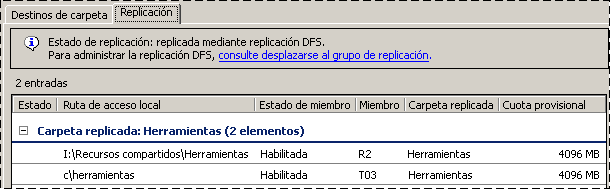 Destinos de carpeta Replicación
Estado de replicación: replicada mediante replicación DFS.
Para administrar la replicación DFS, consulte desplazarse al grupo de replicación.
2 entradas
Estado Ruta de acceso local Estado de miembro Miembro Carpeta replicada Cuota provisional
Carpeta replicada: Herramientas (2 elementos)
I:\Recursos compartidos\Herramientas Habilitada R2 Herramientas 4096 MB
c\herramientas Habilitada T03 Herramientas 4096 MB